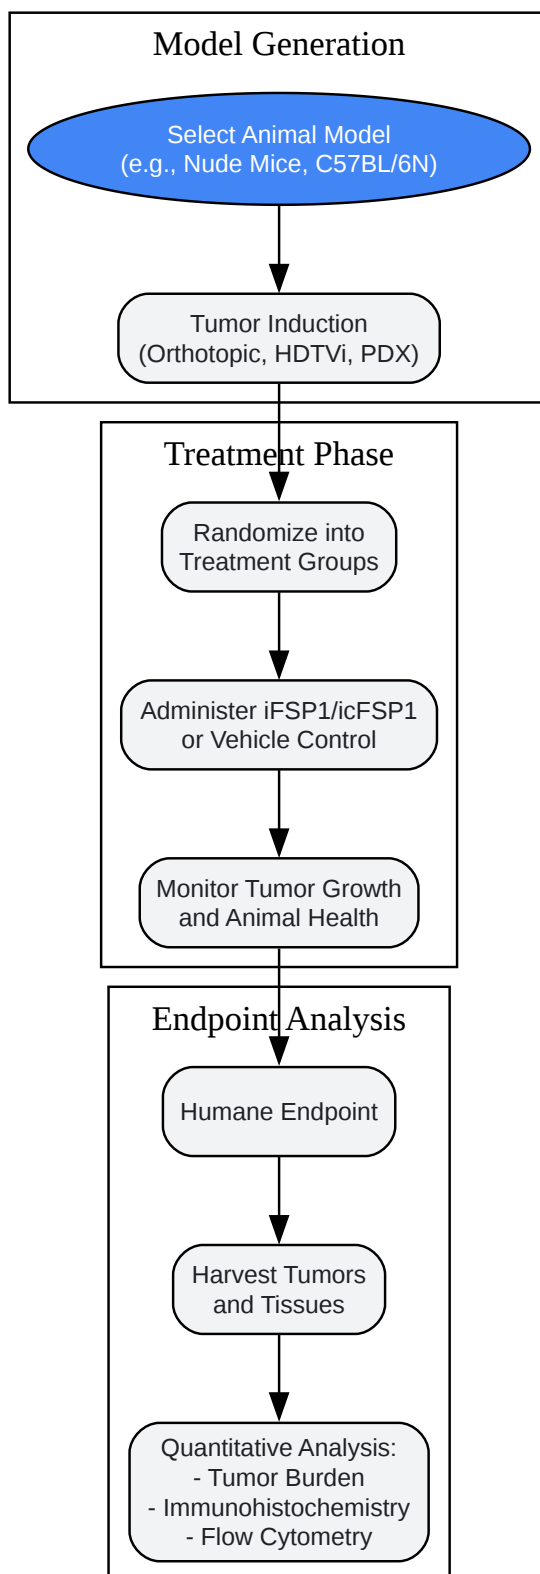 Model Generation
Select Animal Model
(e.g., Nude Mice, C57BL/6N)
Tumor Induction
(Orthotopic, HDTVi, PDX)
Treatment Phase
Randomize into
Treatment Groups
Administer iFSP1/icFSP1
or Vehicle Control
Monitor Tumor Growth
and Animal Health
Endpoint Analysis
Humane Endpoint
Harvest Tumors
and Tissues
Quantitative Analysis:
- Tumor Burden
- Immunohistochemistry
- Flow Cytometry